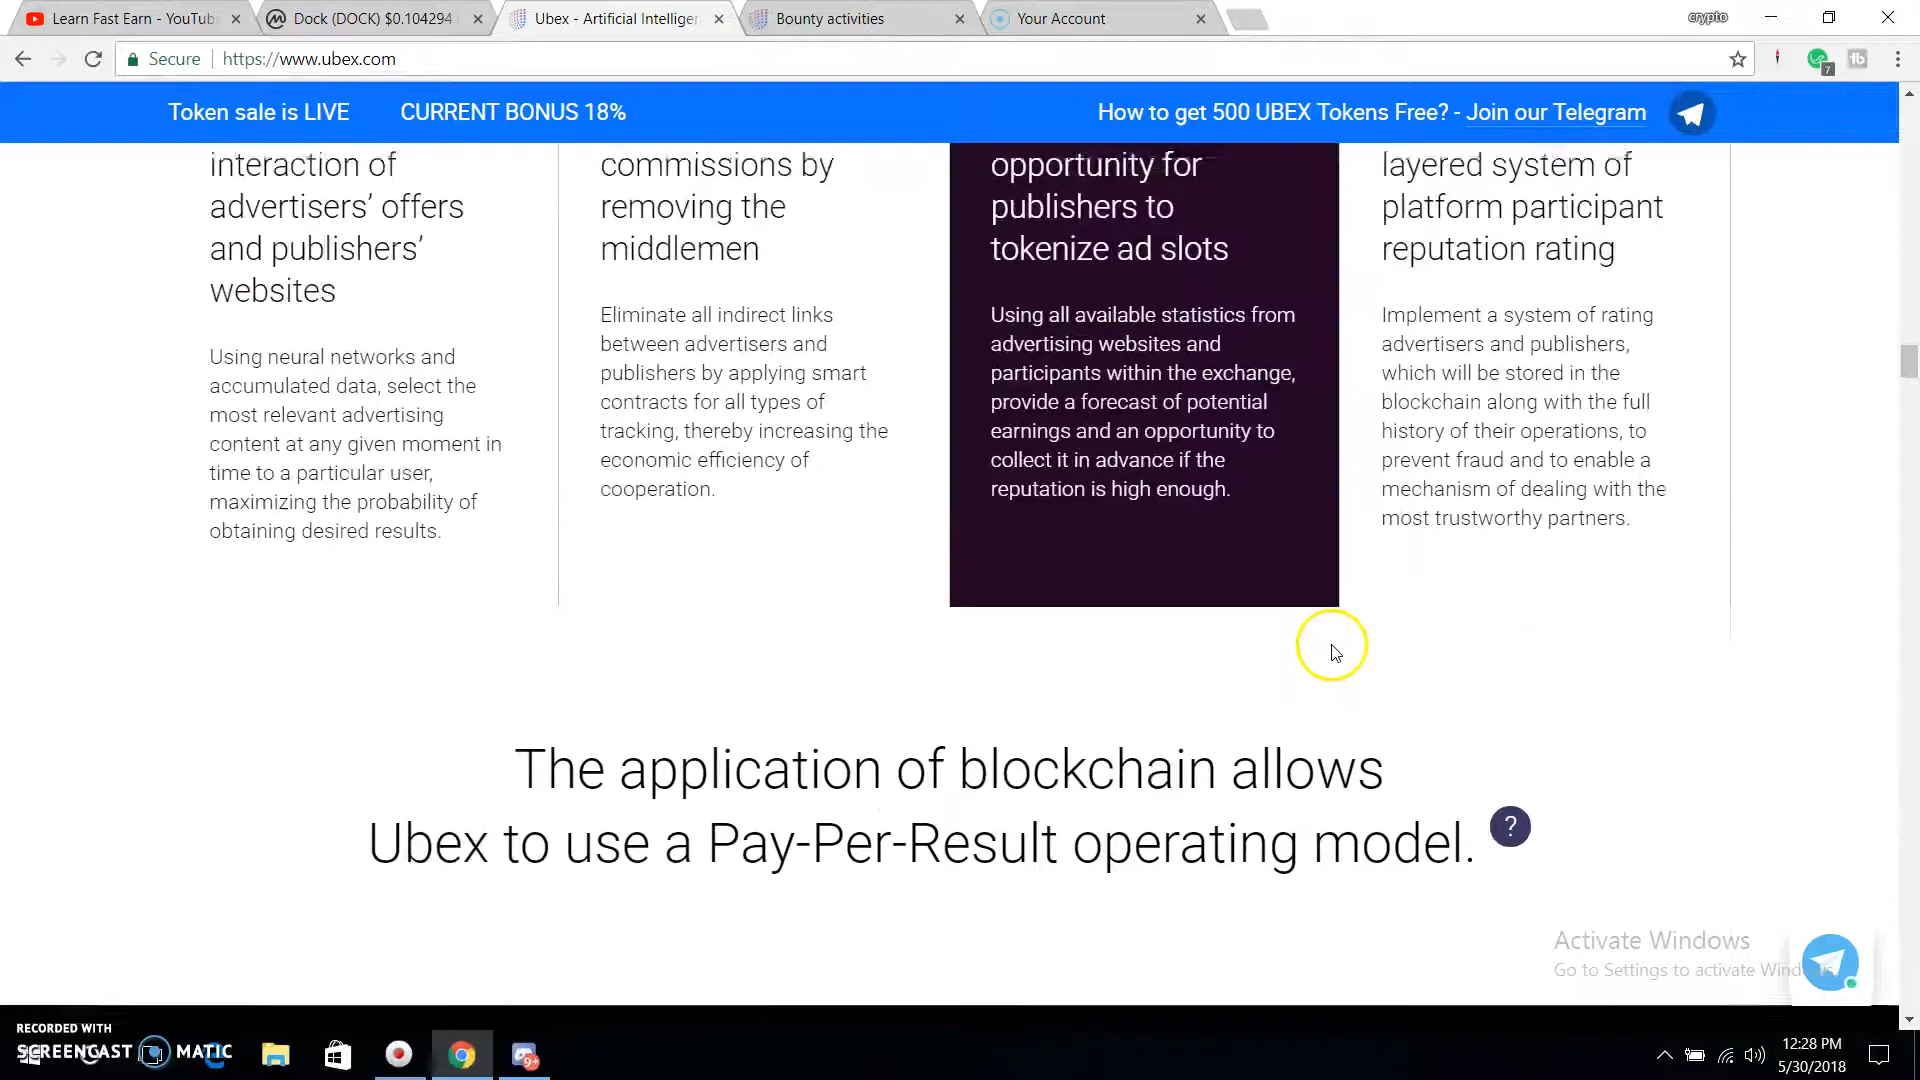 Learn Fast Earn - YouTub
Dock (DOCK) $0.104294
Ubex - Artificial Intelligen
Bounty activities
Your Account
crypto
Secure
https://www.ubex.com
7
tb
Token sale is LIVE
CURRENT BONUS 18%
How to get 500 UBEX Tokens Free? - Join our Telegram
interaction of
advertisers’ offers
and publishers’
websites
Using neural networks and
accumulated data, select the
most relevant advertising
content at any given moment in
time to a particular user,
maximizing the probability of
obtaining desired results.
commissions by
removing the
middlemen
Eliminate all indirect links
between advertisers and
publishers by applying smart
contracts for all types of
tracking, thereby increasing the
economic efficiency of
cooperation.
opportunity for
publishers to
tokenize ad slots
Using all available statistics from
advertising websites and
participants within the exchange,
provide a forecast of potential
earnings and an opportunity to
collect it in advance if the
reputation is high enough.
layered system of
platform participant
reputation rating
Implement a system of rating
advertisers and publishers,
which will be stored in the
blockchain along with the full
history of their operations, to
prevent fraud and to enable a
mechanism of dealing with the
most trustworthy partners.
The application of blockchain allows
Ubex to use a Pay-Per-Result operating model.
?
Activate Windows
Go to Settings to activate Windows.
RECORDED WITH
SCREENCAST MATIC
9+
12:28 PM
5/30/2018